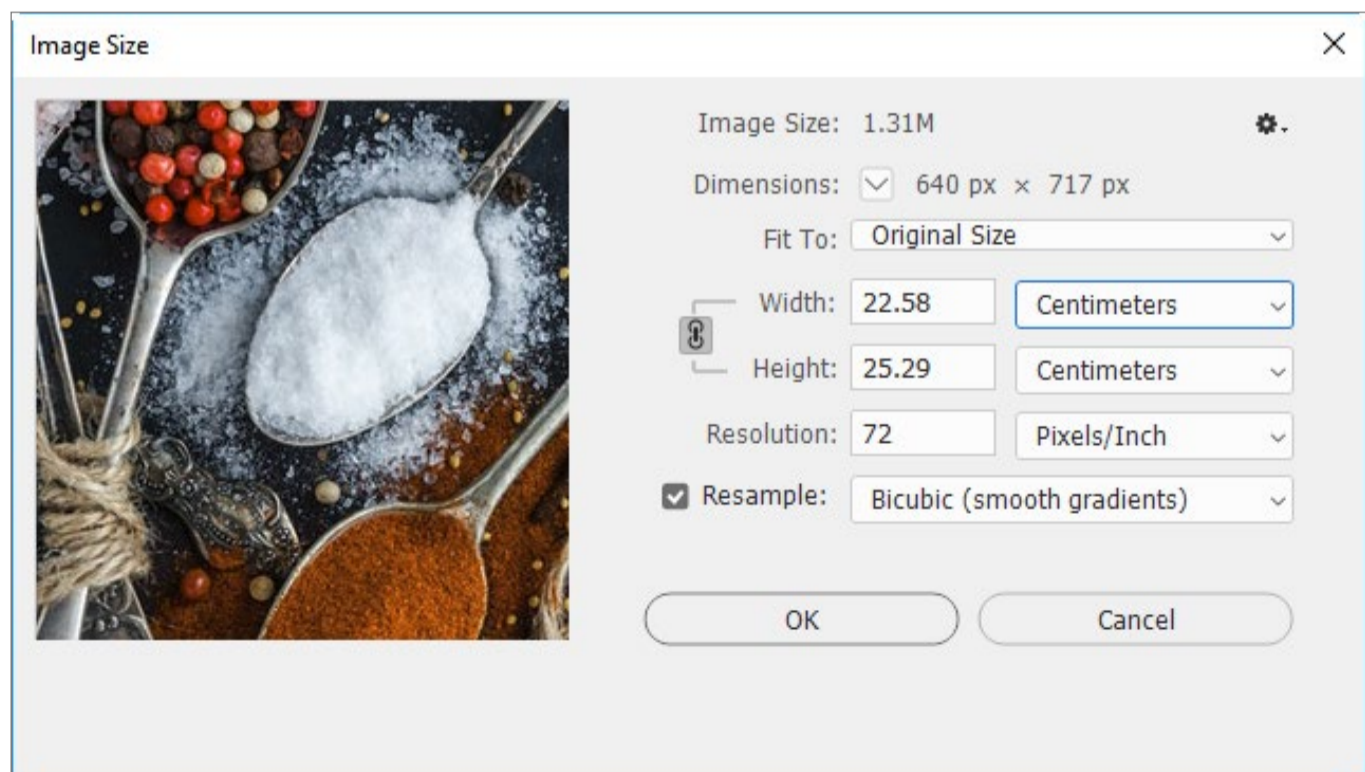 Image Size
Image Size: 1.31M
Dimensions: 640 px × 717 px
Fit To: Original Size
Width: 22.58 Centimeters
Height: 25.29 Centimeters
Resolution: 72 Pixels/Inch
Resample: Bicubic (smooth gradients)
OK Cancel